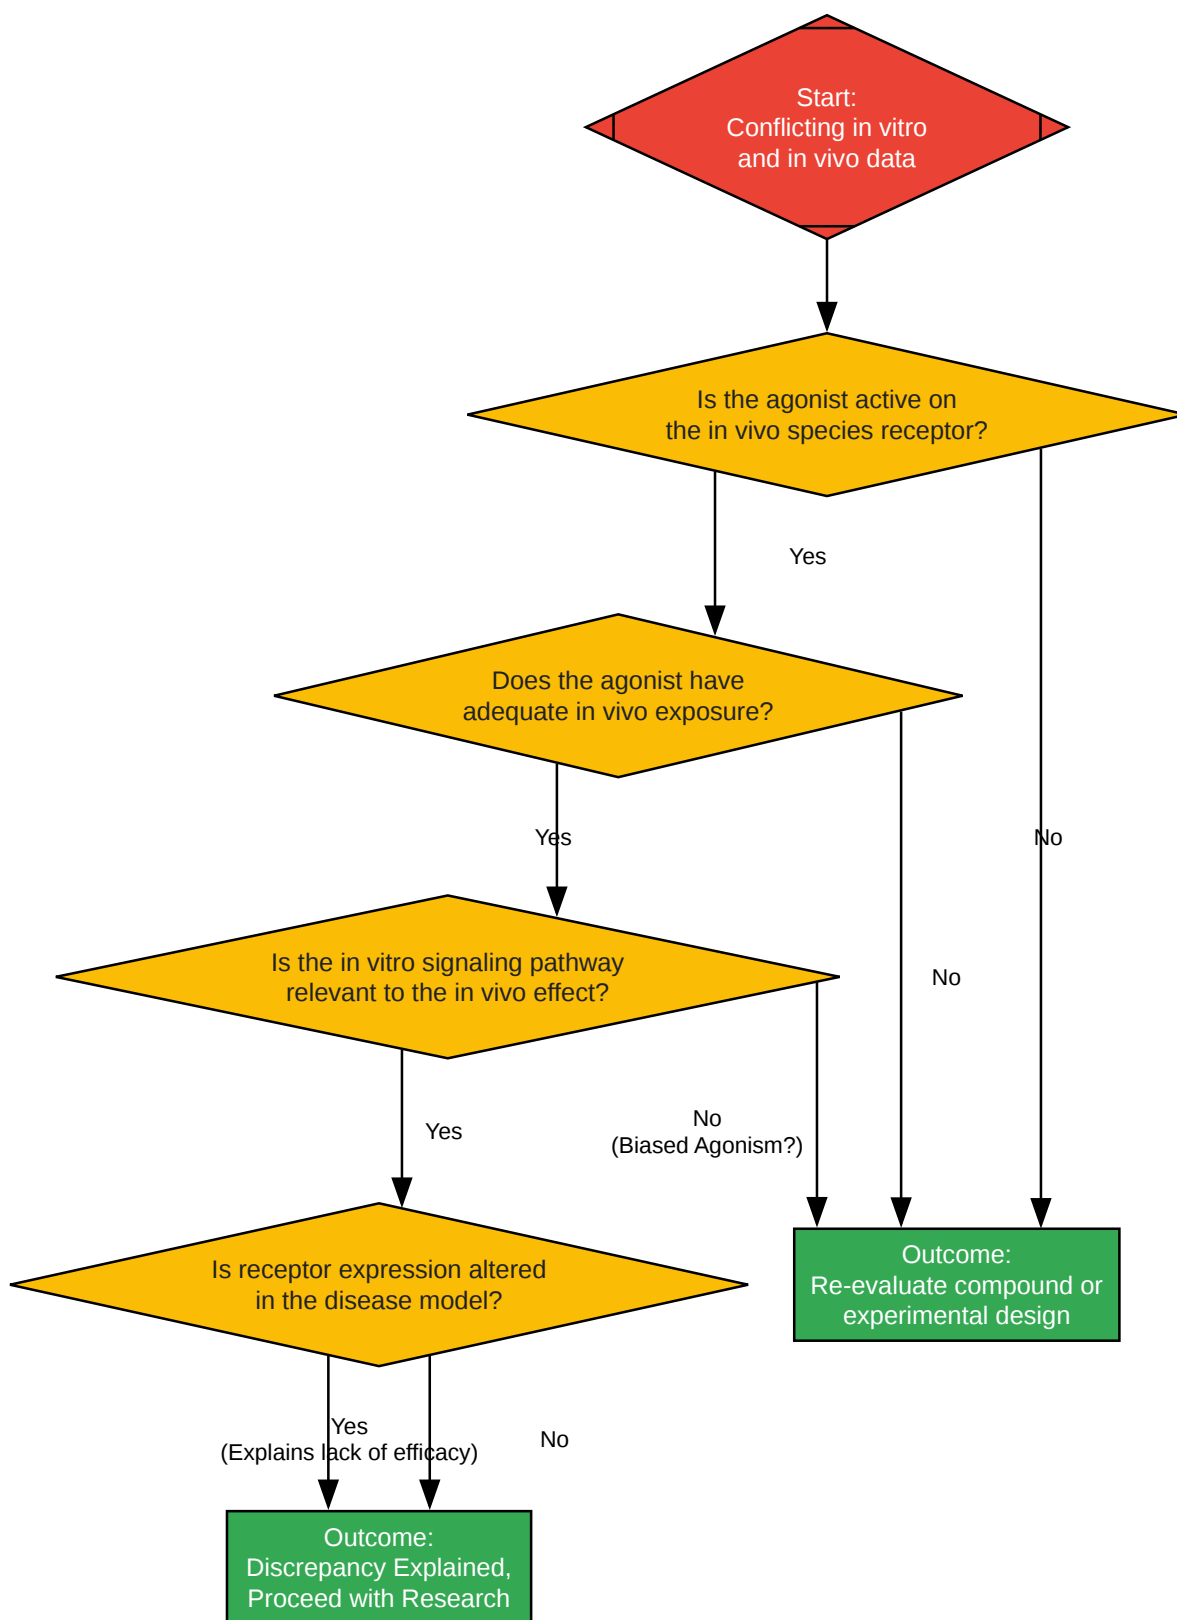 Start:
Conflicting in vitro
and in vivo data
Is the agonist active on
the in vivo species receptor?
Yes
Does the agonist have
adequate in vivo exposure?
Yes
No
Is the in vitro signaling pathway
relevant to the in vivo effect?
No
Yes
No
(Biased Agonism?)
Is receptor expression altered
in the disease model?
Outcome:
Re-evaluate compound or
experimental design
Yes
(Explains lack of efficacy)
No
Outcome:
Discrepancy Explained,
Proceed with Research